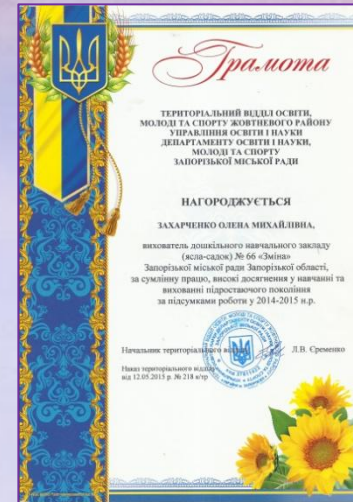 Грамота
ТЕРИТОРІАЛЬНИЙ ВІДДІЛ ОСВІТИ,
МОЛОДІ ТА СПОРТУ ЖОВТНЕВОГО РАЙОНУ
УПРАВЛІННЯ ОСВІТИ І НАУКИ
ДЕПАРТАМЕНТУ ОСВІТИ І НАУКИ,
МОЛОДІ ТА СПОРТУ
ЗАПОРІЗЬКОЇ МІСЬКОЇ РАДИ
НАГОРОДЖУЄТЬСЯ
ЗАХАРЧЕНКО ОЛЕНА МИХАЙЛІВНА,
вихователь дошкільного навчального закладу
(ясла-садок) № 66 «Зміна»
Запорізької міської ради Запорізької області,
за сумлінну працю, високі досягнення у навчанні та
вихованні підростаючого покоління
за підсумками роботи у 2014-2015 н.р.
Начальник територіального відділу Л.В. Єременко
Наказ територіального відділу
від 12.05.2015 р. № 218 к/тр